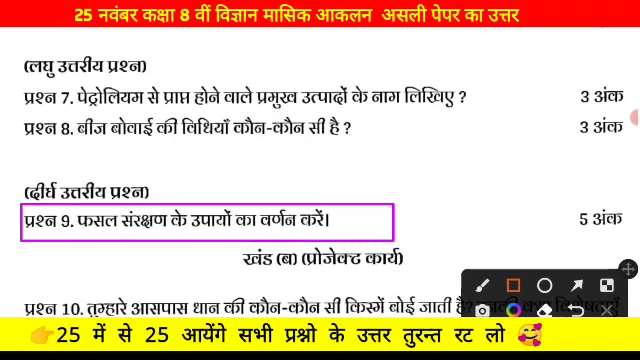 25 नवंबर कक्षा 8 वीं विज्ञान मासिक आकलन असली पेपर का उत्तर
(लघु उत्तरीय प्रश्न)
प्रश्न 7. पेट्रोलियम से प्राप्त होने वाले प्रमुख उत्पादों के नाम लिखिए ? 3 अंक
प्रश्न 8. बीज बोवाई की विधियाँ कौन-कौन सी है ? 3 अंक
(दीर्घ उत्तरीय प्रश्न)
प्रश्न 9. फसल संरक्षण के उपायों का वर्णन करें। 5 अंक
खंड (ब) (प्रोजेक्ट कार्य)
प्रश्न 10. तुम्हारे आसपास धान की कौन-कौन सी किस्में बोई जाती है?
👉25 में से 25 आयेंगे सभी प्रश्नो के उत्तर तुरन्त रट लो 🥰